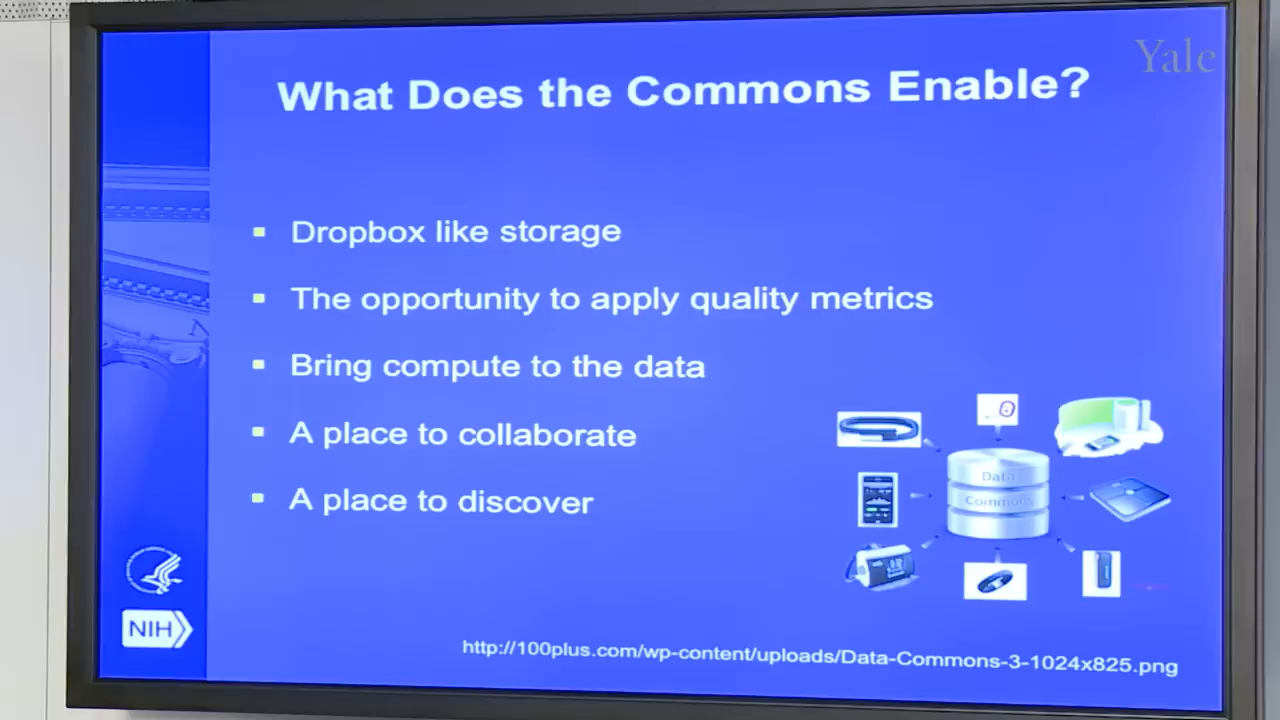 Yale
What Does the Commons Enable?
Dropbox like storage
The opportunity to apply quality metrics
Bring compute to the data
A place to collaborate
A place to discover
Data
Commons
NIH
http://100plus.com/wp-content/uploads/Data-Commons-3-1024x825.png